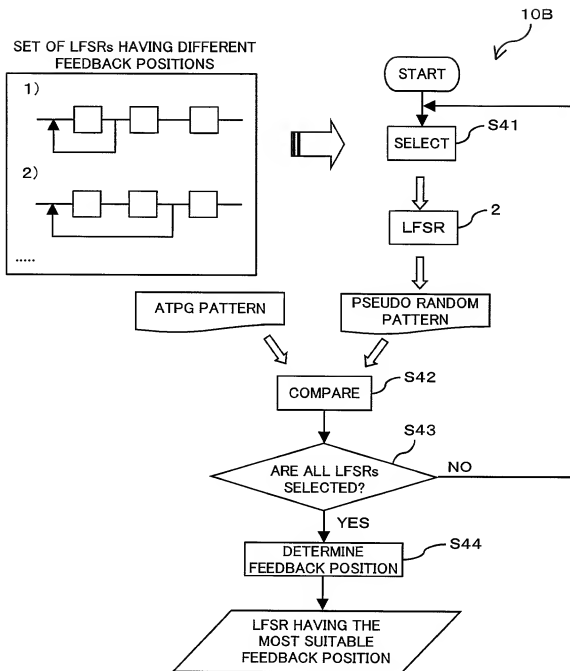 10B
SET OF LFSRs HAVING DIFFERENT
FEEDBACK POSITIONS
1)
2)
.....
START
S41
SELECT
2
LFSR
ATPG PATTERN
PSEUDO RANDOM
PATTERN
S42
COMPARE
S43
ARE ALL LFSRs
SELECTED?
NO
YES
S44
DETERMINE
FEEDBACK POSITION
LFSR HAVING THE
MOST SUITABLE
FEEDBACK POSITION